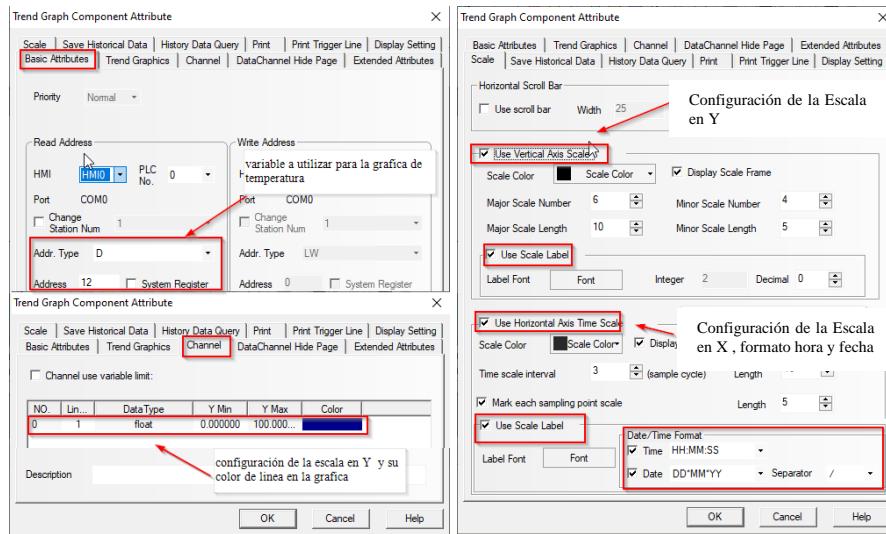 Trend Graph Component Attribute
Scale Save Historical Data History Data Query Print Print Trigger Line Display Setting
Basic Attributes Trend Graphics Channel DataChannel Hide Page Extended Attributes
Priority Normal
Read Address
HMI HMI0 PLC No. 0
Port COM0
Change Station Num 1
Addr. Type D
Address 12 System Register
Write Address
variable a utilizar para la grafica de
temperatura
Port COM0
Change Station Num 1
Addr. Type LW
Address 0 System Register
Trend Graph Component Attribute
Scale Save Historical Data History Data Query Print Print Trigger Line Display Setting
Basic Attributes Trend Graphics Channel DataChannel Hide Page Extended Attributes
Channel use variable limit:
NO. Lin... DataType Y Min Y Max Color
0 1 float 0.000000 100.000...
configuración de la escala en Y y su
color de linea en la grafica
Description
OK Cancel Help
Trend Graph Component Attribute
Basic Attributes Trend Graphics Channel DataChannel Hide Page Extended Attributes
Scale Save Historical Data History Data Query Print Print Trigger Line Display Setting
Horizontal Scroll Bar
Use scroll bar Width 25
Configuración de la Escala
en Y
Use Vertical Axis Scale
Scale Color Scale Color Display Scale Frame
Major Scale Number 6 Minor Scale Number 4
Major Scale Length 10 Minor Scale Length 5
Use Scale Label
Label Font Font Integer 2 Decimal 0
Use Horizontal Axis Time Scale
Configuración de la Escala
en X , formato hora y fecha
Scale Color Scale Color
Time scale interval 3 (sample cycle) Length
Mark each sampling point scale Length 5
Use Scale Label
Label Font Font
Date/Time Format
Time HH:MM:SS
Date DD*MM*YY Separator /
OK Cancel Help